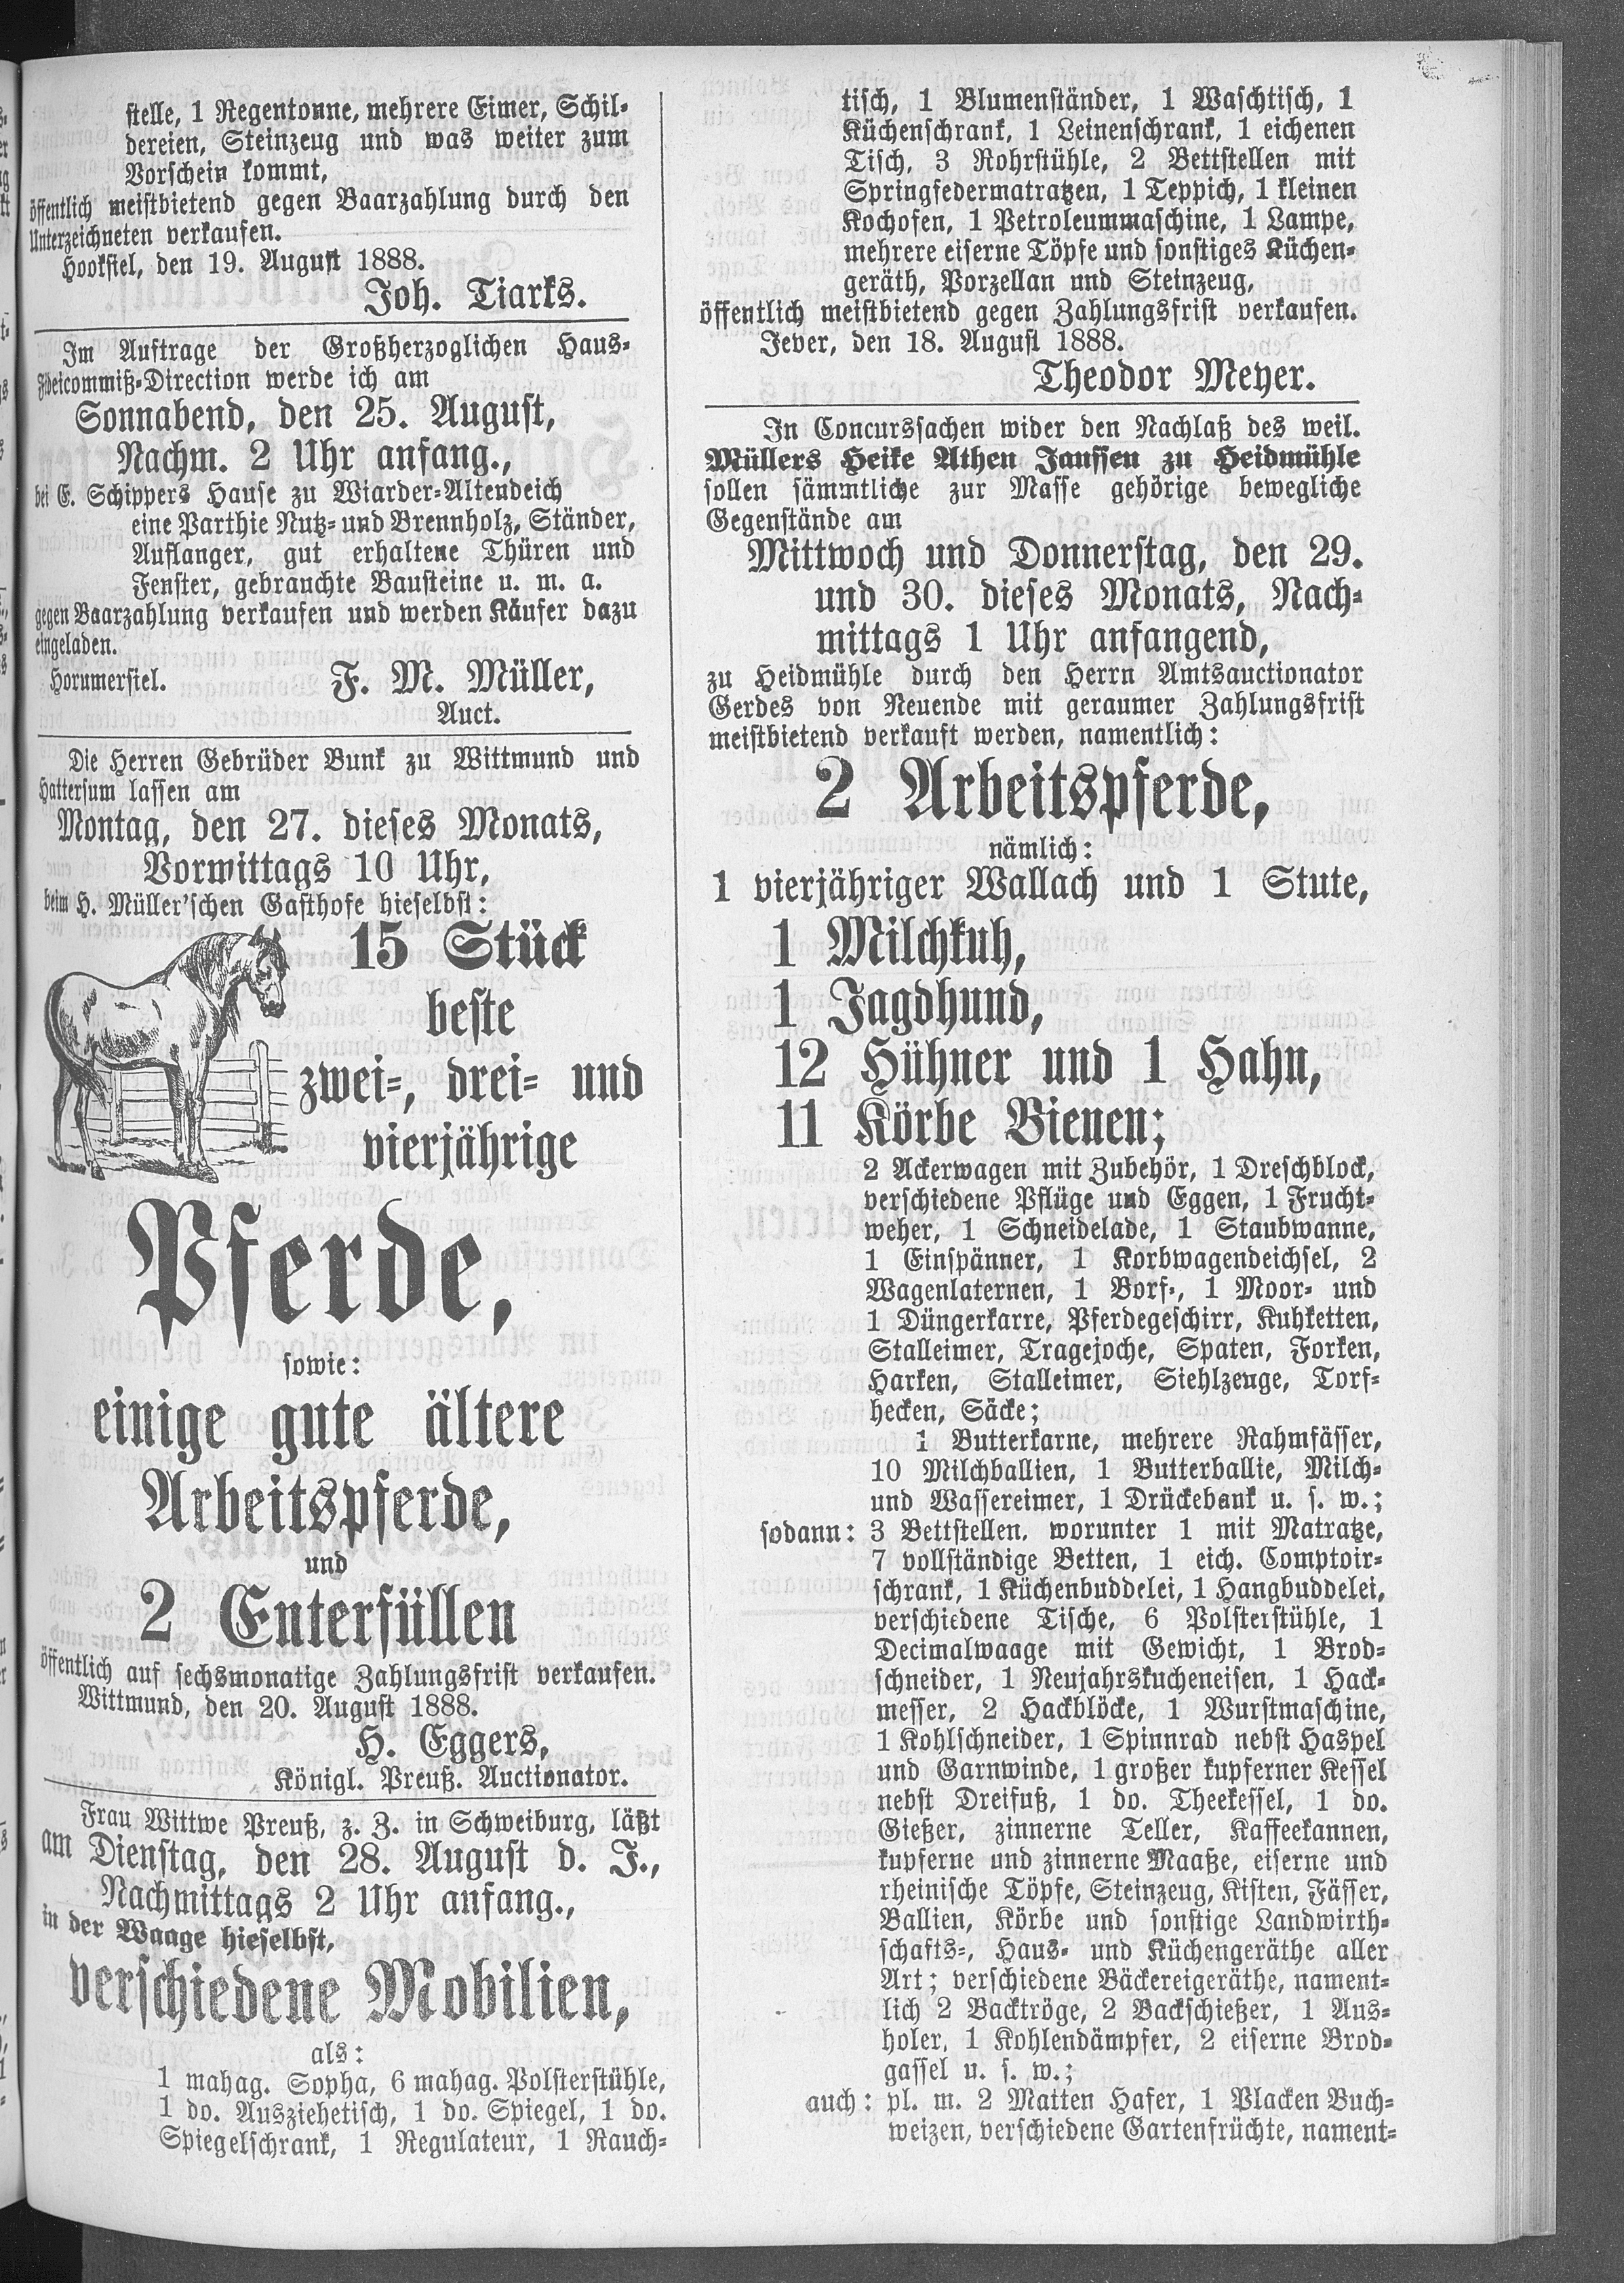 stelle, 1 Regentonne, mehrere Eimer, Schil-
dereien, Steinzeug und was weiter zum
Vorschein kommt,
öffentlich meistbietend gegen Baarzahlung durch den
Unterzeichneten verkaufen.
Hooksiel, den 19. August 1888.
Joh. Tiarks.
Im Auftrage der Großherzoglichen Haus-
Fideicommiß-Direction werde ich am
Sonnabend, den 25. August,
Nachm. 2 Uhr anfang.,
bei E. Schippers Hause zu Wiarder-Altendeich
eine Parthie Nutz- und Brennholz, Ständer,
Auflanger, gut erhaltene Thüren und
Fenster, gebrauchte Bausteine u. m. a.
gegen Baarzahlung verkaufen und werden Käufer dazu
eingeladen.
Horumersiel. F. M. Müller,
Auct.
Die Herren Gebrüder Bunk zu Wittmund und
Hattersum lassen am
Montag, den 27. dieses Monats,
Vormittags 10 Uhr,
beim H. Müller'schen Gasthofe hieselbst:
15 Stück
beste
zwei-, drei- und
vierjährige
Pferde,
sowie:
einige gute ältere
Arbeitspferde,
und
2 Enterfüllen
öffentlich auf sechsmonatige Zahlungsfrist verkaufen.
Wittmund, den 20. August 1888.
H. Eggers,
Königl. Preuß. Auctionator.
Frau Wittwe Preuß, z. Z. in Schweiburg, läßt
am Dienstag, den 28. August d. J.,
Nachmittags 2 Uhr anfang.,
in der Waage hieselbst,
verschiedene Mobilien,
als:
1 mahag. Sopha, 6 mahag. Polsterstühle,
1 do. Ausziehetisch, 1 do. Spiegel, 1 do.
Spiegelschrank, 1 Regulateur, 1 Rauch-
tisch, 1 Blumenständer, 1 Waschtisch, 1
Küchenschrank, 1 Leinenschrank, 1 eichenen
Tisch, 3 Rohrstühle, 2 Bettstellen mit
Springfedermatratzen, 1 Teppich, 1 kleinen
Kochofen, 1 Petroleummaschine, 1 Lampe,
mehrere eiserne Töpfe und sonstiges Küchen-
geräth, Porzellan und Steinzeug,
öffentlich meistbietend gegen Zahlungsfrist verkaufen.
Jever, den 18. August 1888.
Theodor Meyer.
In Concurssachen wider den Nachlaß des weil.
Müllers Heike Athen Janssen zu Heidmühle
sollen sämmtliche zur Masse gehörige bewegliche
Gegenstände am
Mittwoch und Donnerstag, den 29.
und 30. dieses Monats, Nach-
mittags 1 Uhr anfangend,
zu Heidmühle durch den Herrn Amtsauctionator
Gerdes von Neuende mit geraumer Zahlungsfrist
meistbietend verkauft werden, namentlich:
2 Arbeitspferde,
nämlich:
1 vierjähriger Wallach und 1 Stute,
1 Milchkuh,
1 Jagdhund,
12 Hühner und 1 Hahn,
11 Körbe Bienen;
2 Ackerwagen mit Zubehör, 1 Dreschblock,
verschiedene Pflüge und Eggen, 1 Frucht-
weher, 1 Schneidelade, 1 Staubwanne,
1 Einspänner, 1 Korbwagendeichsel, 2
Wagenlaternen, 1 Borf-, 1 Moor- und
1 Düngerkarre, Pferdegeschirr, Kuhketten,
Stalleimer, Tragejoche, Spaten, Forken,
Harken, Stalleimer, Siehlzeuge, Torf-
hecken, Säcke;
1 Butterkarne, mehrere Rahmfässer,
10 Milchballien, 1 Butterballie, Milch-
und Wassereimer, 1 Drückebank u. s. w.;
sodann: 3 Bettstellen, worunter 1 mit Matratze,
7 vollständige Betten, 1 eich. Comptoir-
schrank, 1 Küchenbuddelei, 1 Hangbuddelei,
verschiedene Tische, 6 Polsterstühle, 1
Decimalwaage mit Gewicht, 1 Brod-
schneider, 1 Neujahrskucheneisen, 1 Hack-
messer, 2 Hackblöcke, 1 Wurstmaschine,
1 Kohlschneider, 1 Spinnrad nebst Haspel
und Garnwinde, 1 großer kupferner Kessel
nebst Dreifuß, 1 do. Theekessel, 1 do.
Gießer, zinnerne Teller, Kaffeekannen,
kupferne und zinnerne Maaße, eiserne und
rheinische Töpfe, Steinzeug, Kisten, Fässer,
Ballien, Körbe und sonstige Landwirth-
schafts-, Haus- und Küchengeräthe aller
Art; verschiedene Bäckereigeräthe, nament-
lich 2 Backtröge, 2 Backschießer, 1 Aus-
holer, 1 Kohlendämpfer, 2 eiserne Brod-
gassel u. s. w.;
auch: pl. m. 2 Matten Hafer, 1 Placken Buch-
weizen, verschiedene Gartenfrüchte, nament-